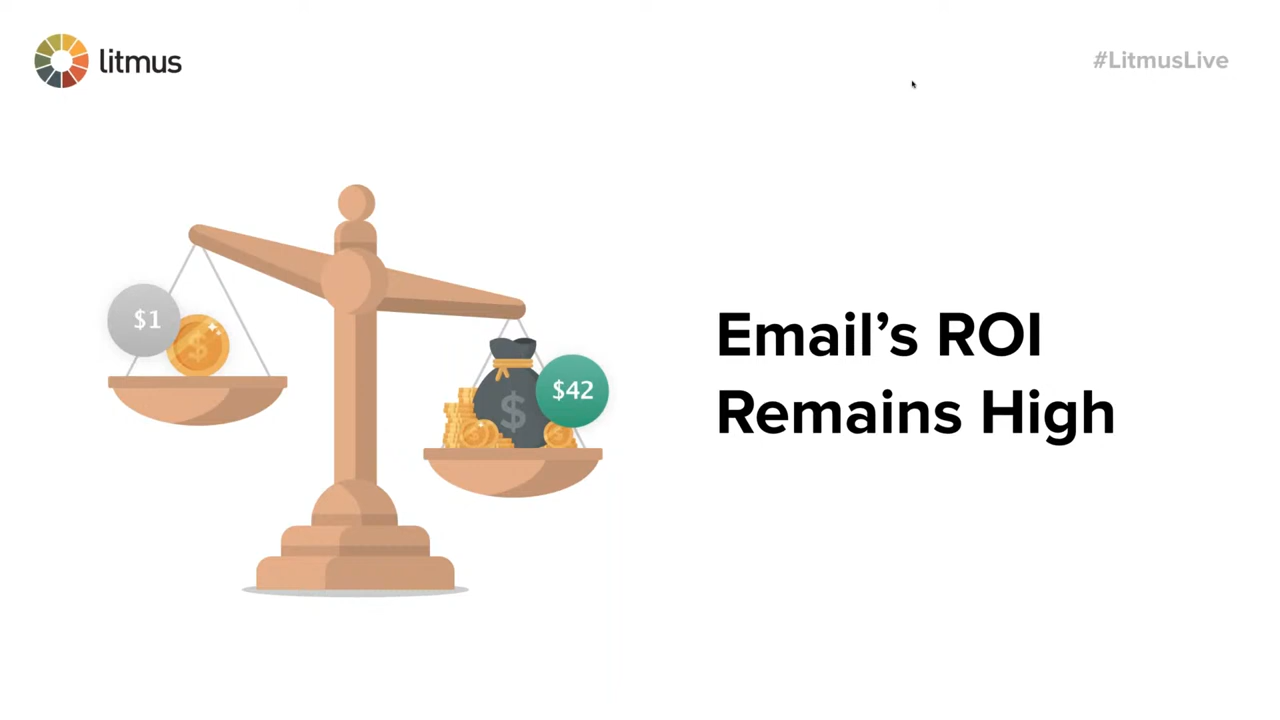 litmus
#LitmusLive
$1
$
$42
$
Email’s ROI
Remains High